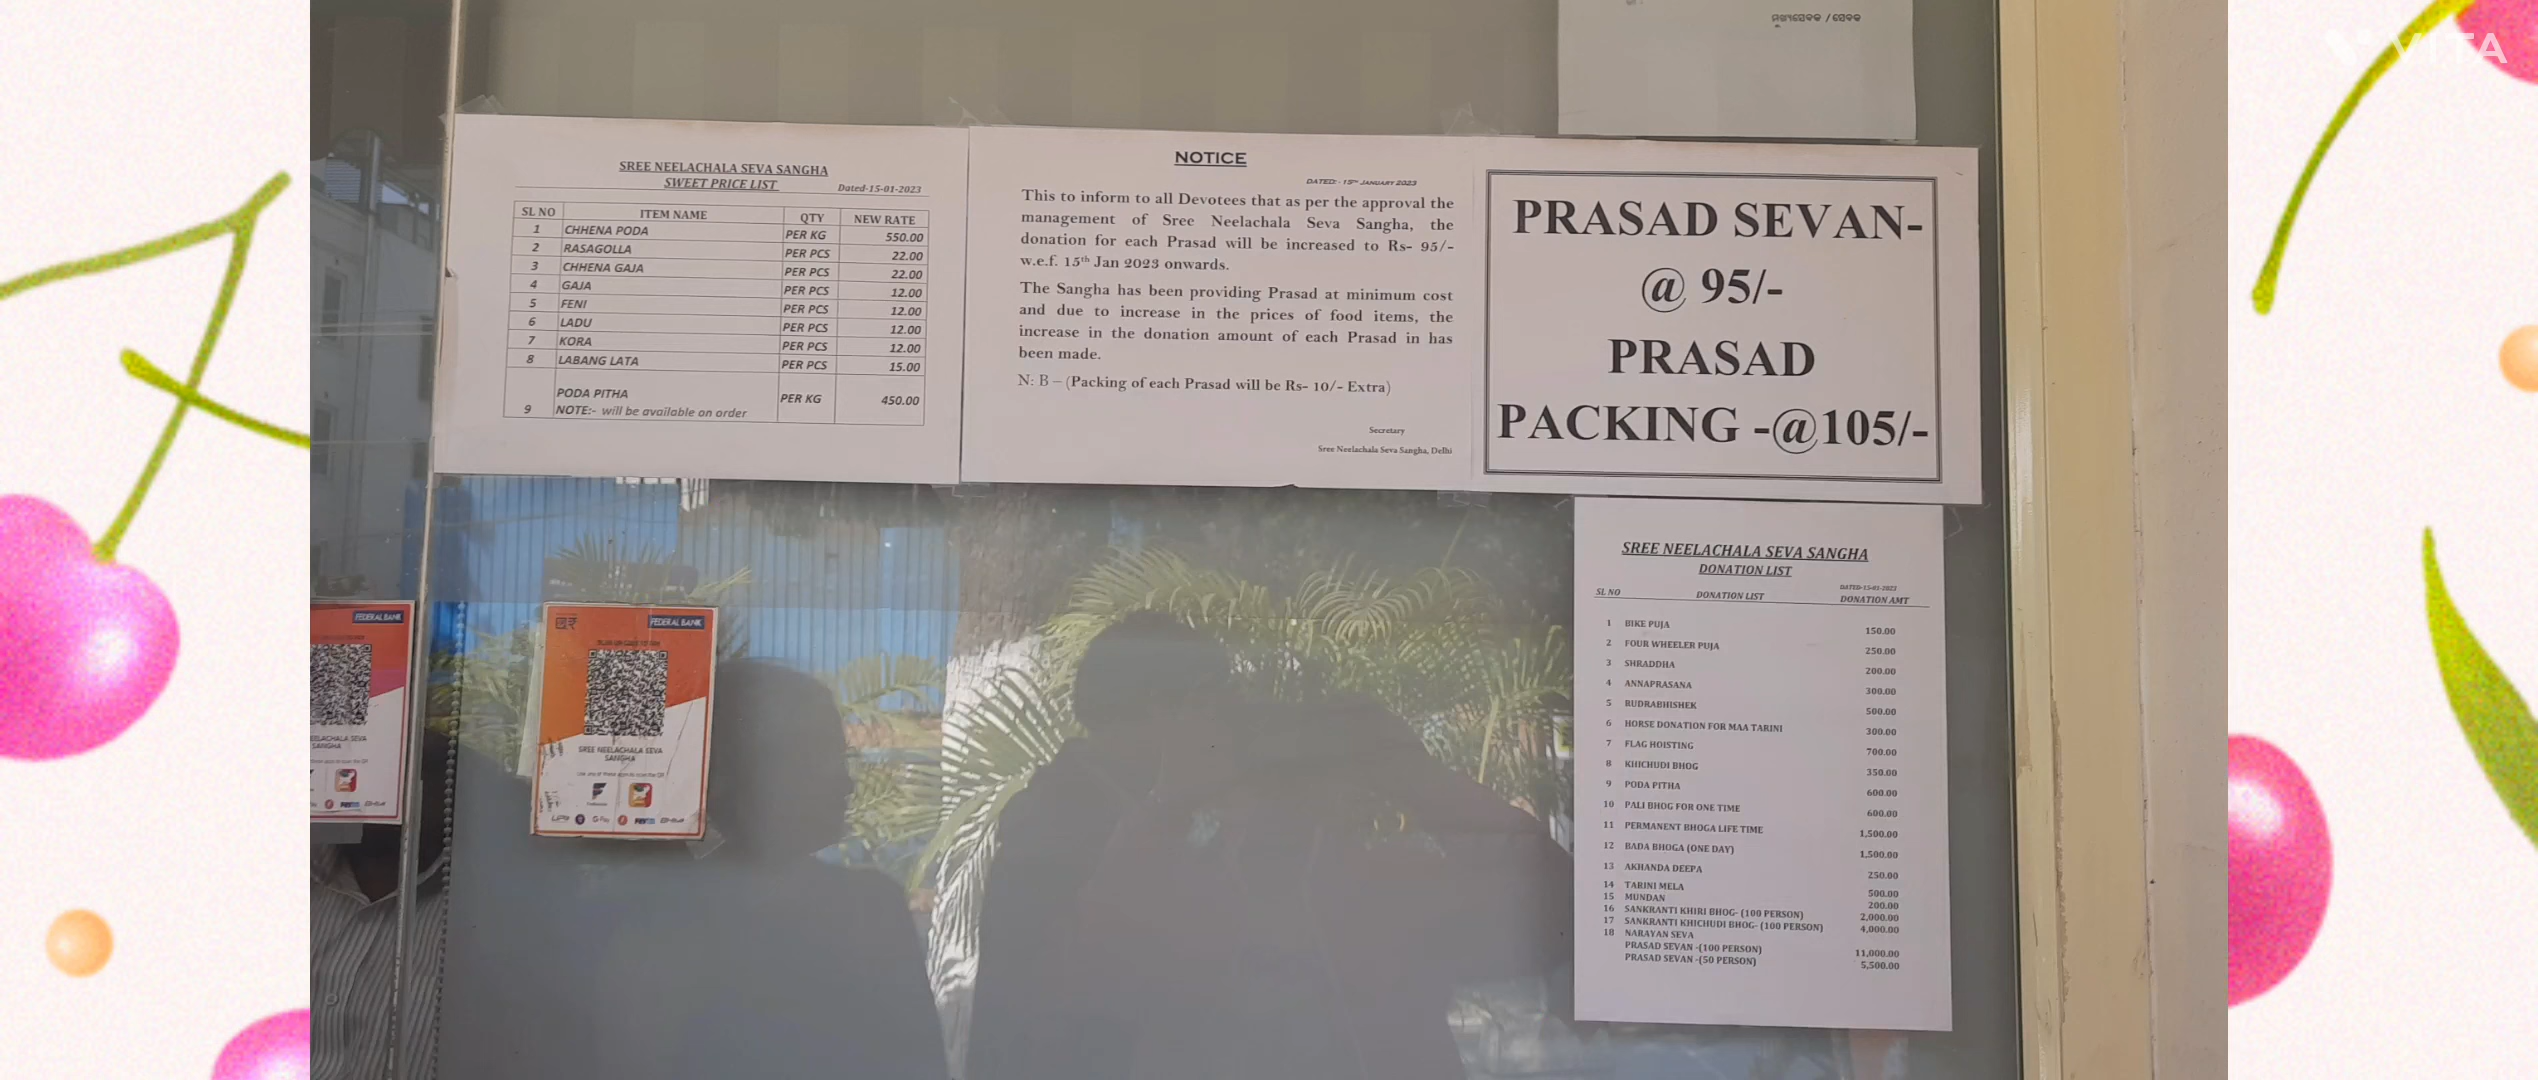 ମୁଖ୍ୟସେବକ / ସେବକ
VITA
SREE NEELACHALA SEVA SANGHA
SWEET PRICE LIST
Dated-15-01-2023
SL NO ITEM NAME QTY NEW RATE
1 CHHENA PODA PER KG 550.00
2 RASAGOLLA PER PCS 22.00
3 CHHENA GAJA PER PCS 22.00
4 GAJA PER PCS 12.00
5 FENI PER PCS 12.00
6 LADU PER PCS 12.00
7 KORA PER PCS 12.00
8 LABANG LATA PER PCS 15.00
9 PODA PITHA PER KG 450.00
NOTE:- will be available on order
NOTICE
DATED: - 15TH JANUARY 2023
This to inform to all Devotees that as per the approval the
management of Sree Neelachala Seva Sangha, the
donation for each Prasad will be increased to Rs- 95/-
w.e.f. 15th Jan 2023 onwards.
The Sangha has been providing Prasad at minimum cost
and due to increase in the prices of food items, the
increase in the donation amount of each Prasad in has
been made.
N: B – (Packing of each Prasad will be Rs- 10/- Extra)
Secretary
Sree Neelachala Seva Sangha, Delhi
PRASAD SEVAN-
@ 95/-
PRASAD
PACKING -@105/-
SREE NEELACHALA SEVA SANGHA
DONATION LIST
DATED-15-01-2023
SL NO DONATION LIST DONATION AMT
1 BIKE PUJA 150.00
2 FOUR WHEELER PUJA 250.00
3 SHRADDHA 200.00
4 ANNAPRASANA 300.00
5 RUDRABHISHEK 500.00
6 HORSE DONATION FOR MAA TARINI 300.00
7 FLAG HOISTING 700.00
8 KHICHUDI BHOG 350.00
9 PODA PITHA 600.00
10 PALI BHOG FOR ONE TIME 600.00
11 PERMANENT BHOGA LIFE TIME 1,500.00
12 BADA BHOGA (ONE DAY) 1,500.00
13 AKHANDA DEEPA 250.00
14 TARINI MELA 500.00
15 MUNDAN 200.00
16 SANKRANTI KHIRI BHOG- (100 PERSON) 2,000.00
17 SANKRANTI KHICHUDI BHOG- (100 PERSON) 4,000.00
18 NARAYAN SEVA
PRASAD SEVAN -(100 PERSON) 11,000.00
PRASAD SEVAN -(50 PERSON) 5,500.00
FEDERAL BANK
SEVA
SANGHA
FEDERAL BANK
SREE NEELACHALA SEVA
SANGHA
UPI G Pay Paytm BHIM